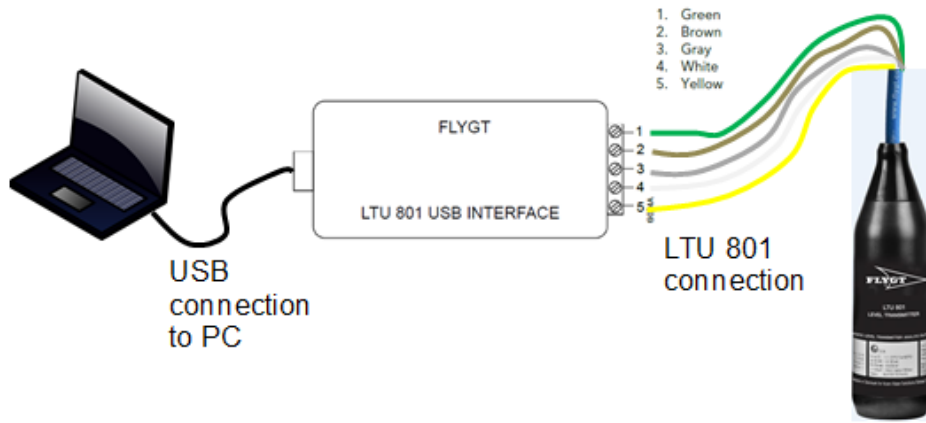 1. Green
2. Brown
3. Gray
4. White
5. Yellow
FLYGT
1
2
3
4
5
LTU 801 USB INTERFACE
USB
connection
to PC
LTU 801
connection
FLYGT
LTU 801
LEVEL TRANSMITTER